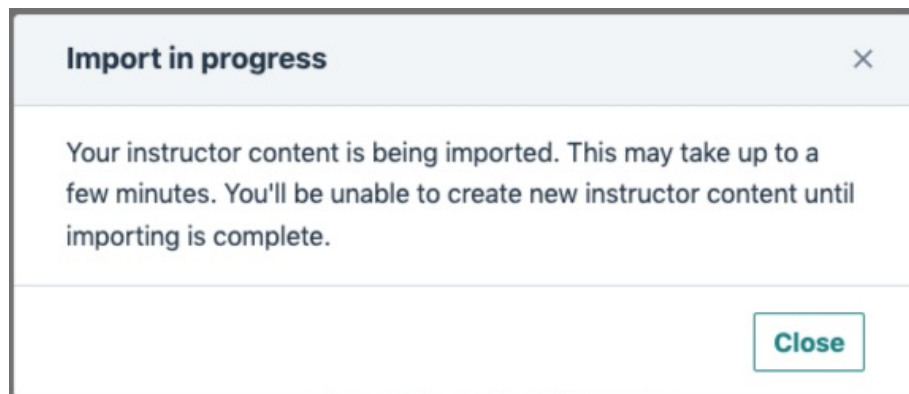 Import in progress
Your instructor content is being imported. This may take up to a
few minutes. You'll be unable to create new instructor content until
importing is complete.
Close